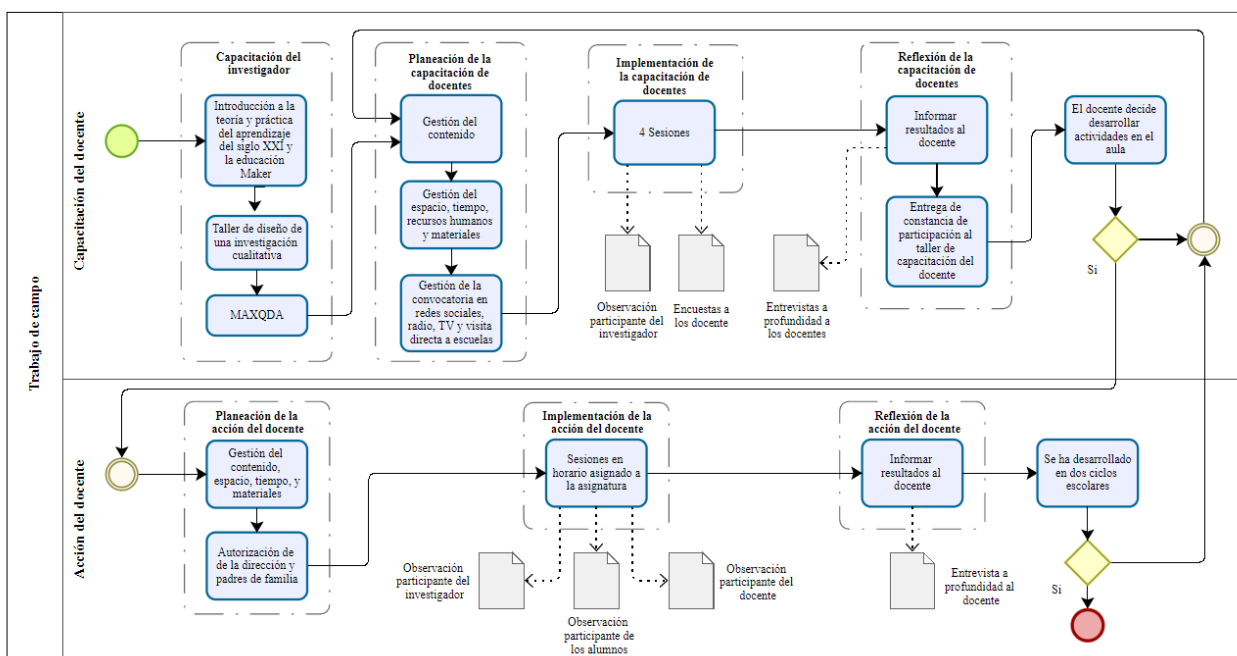 Trabajo de campo
Capacitación del docente
Capacitación del
investigador
Introducción a la
teoría y práctica
del aprendizaje
del siglo XXI y
la educación
Maker
Taller de diseño de
una investigación
cualitativa
MAXQDA
Planeación de la
capacitación de
docentes
Gestión del
contenido
Gestión del
espacio, tiempo,
recursos humanos
y materiales
Gestión de la
convocatoria en
redes sociales,
radio, TV y visita
directa a escuelas
Implementación de
la capacitación de
docentes
4 Sesiones
Observación
participante del
investigador
Encuestas a
los docente
Reflexión de la
capacitación de
docentes
Informar
resultados al
docente
Entrega de
constancia de
participación al
taller de
capacitación del
docente
Entrevistas a
profundidad a
los docentes
El docente decide
desarrollar
actividades en el
aula
Si
Acción del docente
Planeación de la
acción del docente
Gestión del
contenido,
espacio, tiempo, y
materiales
Autorización de
de la dirección y
padres de familia
Implementación de la
acción del docente
Sesiones en
horario asignado a
la asignatura
Observación
participante del
investigador
Observación
participante de
los alumnos
Observación
participante del
docente
Reflexión de la
acción del docente
Informar
resultados al
docente
Entrevista a
profundidad al
docente
Se ha desarrollado
en dos ciclos
escolares
Si